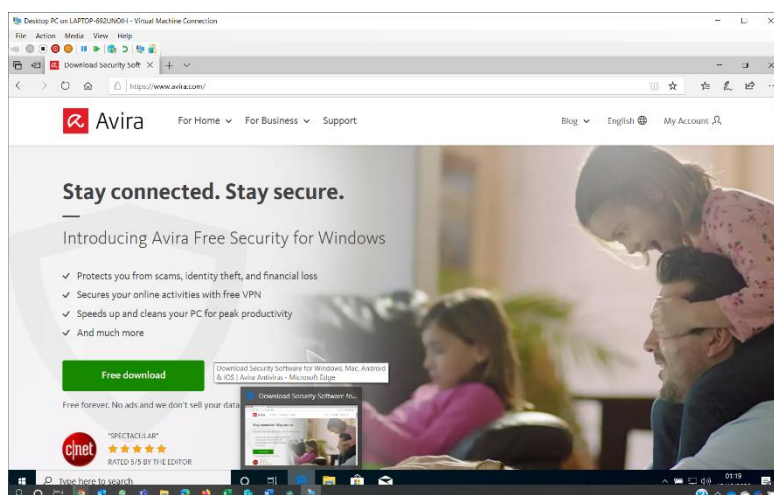 Desktop PC on LAPTOP-692UNOIH - Virtual Machine Connection
File Action Media View Help
Download Security Soft
https://www.avira.com/
Avira For Home For Business Support Blog English My Account
Stay connected. Stay secure.
Introducing Avira Free Security for Windows
Protects you from scams, identity theft, and financial loss
Secures your online activities with free VPN
Speeds up and cleans your PC for peak productivity
And much more
Free download
Download Security Software for Windows, Mac, Android
& iOS | Avira Antivirus - Microsoft Edge
Download Security Software fo...
Free forever. No ads and we don't sell your data
cnet
"SPECTACULAR"
RATED 5/5 BY THE EDITOR
Type here to search
01:19